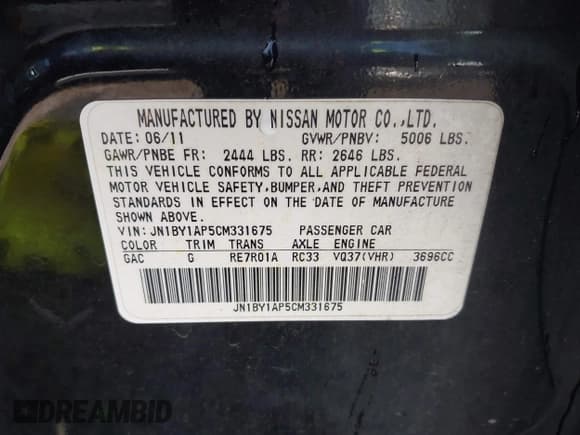 MANUFACTURED BY NISSAN MOTOR CO.,LTD.
DATE: 06/11 GVWR/PNBV: 5006 LBS.
GAWR/PNBE FR: 2444 LBS. RR: 2646 LBS.
THIS VEHICLE CONFORMS TO ALL APPLICABLE FEDERAL
MOTOR VEHICLE SAFETY,BUMPER,AND THEFT PREVENTION
STANDARDS IN EFFECT ON THE DATE OF MANUFACTURE
SHOWN ABOVE.
VIN: JN1BY1AP5CM331675 PASSENGER CAR
COLOR TRIM TRANS AXLE ENGINE
GAC G RE7R01A RC33 VQ37(VHR) 3696CC
JN1BY1AP5CM331675
DREAMBID